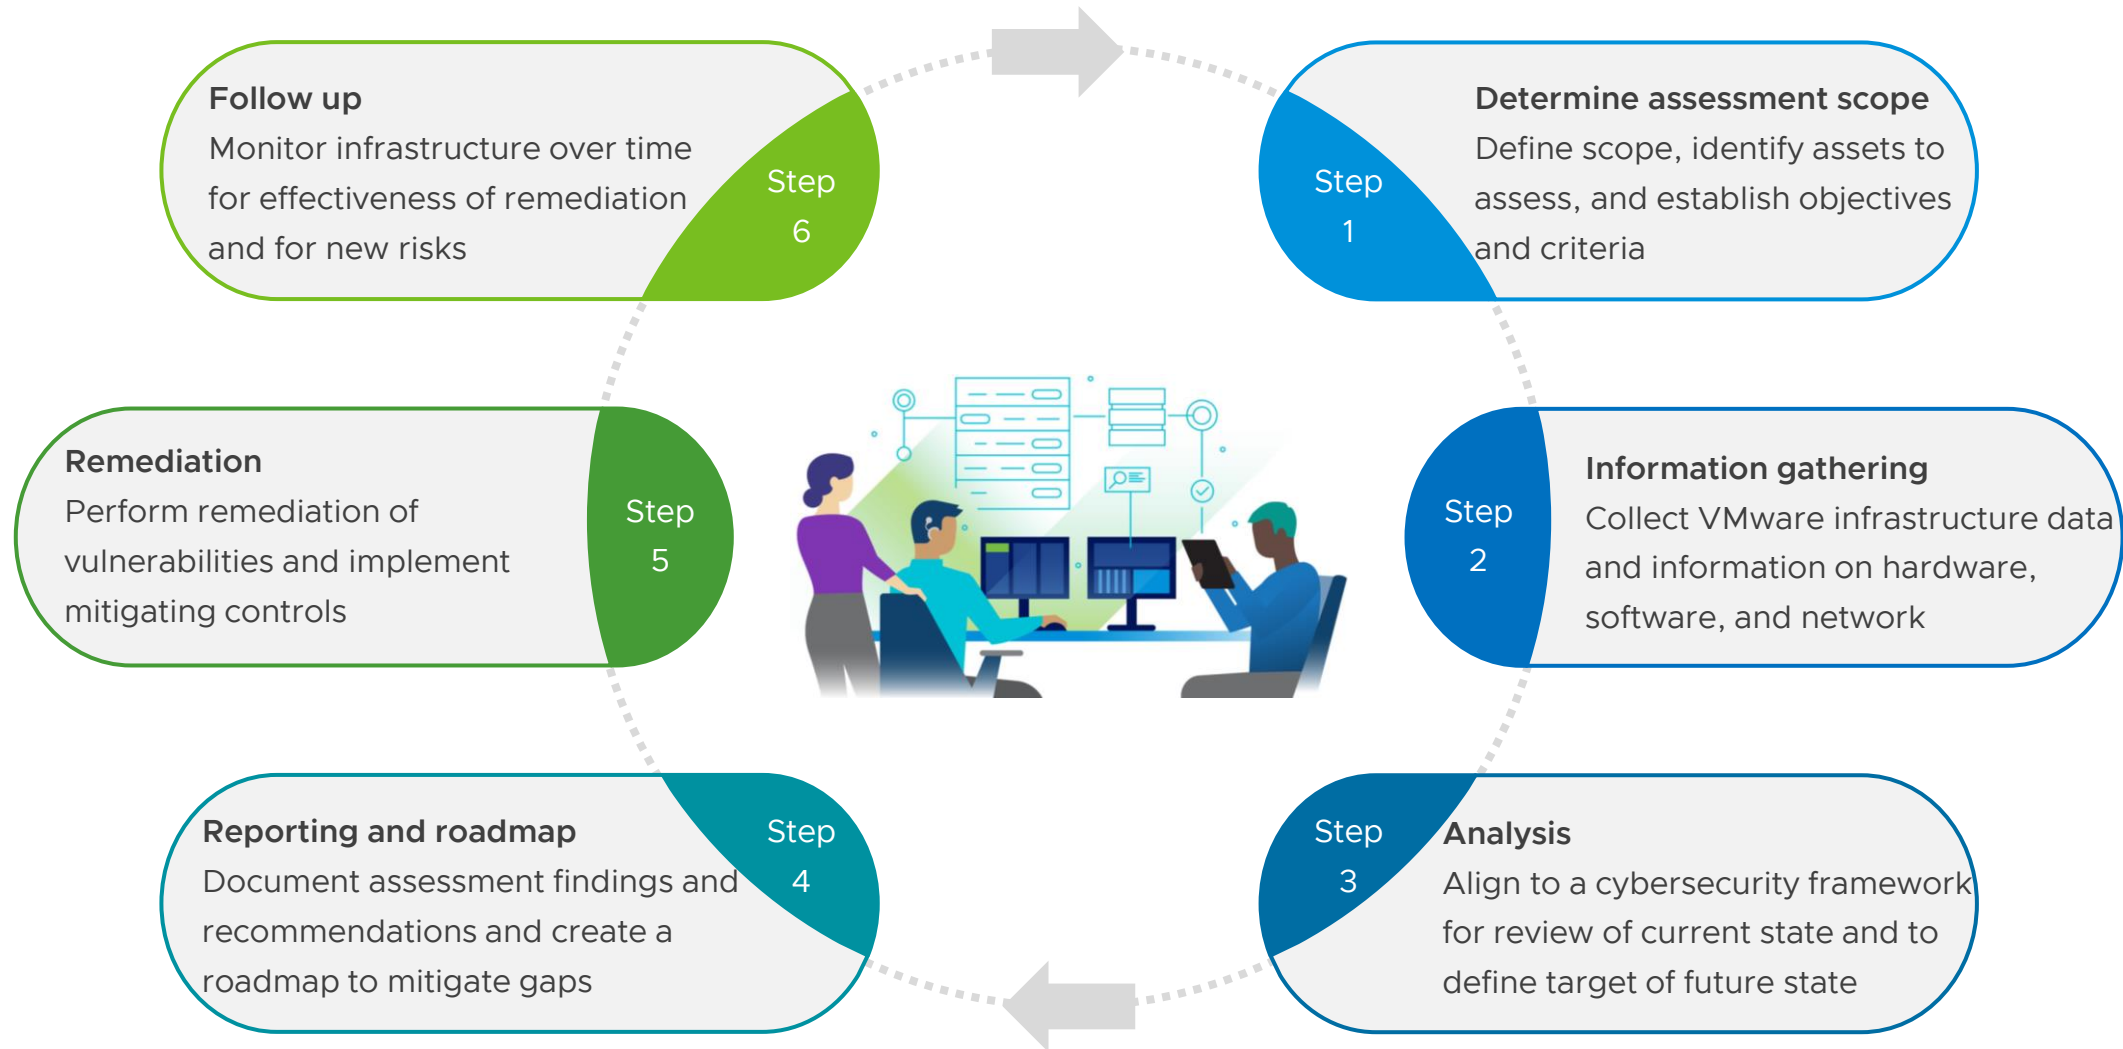 Step
1
Determine assessment scope
Define scope, identify assets to
assess, and establish objectives
and criteria
Step
2
Information gathering
Collect VMware infrastructure data
and information on hardware,
software, and network
Step
3
Analysis
Align to a cybersecurity framework
for review of current state and to
define target of future state
Step
4
Reporting and roadmap
Document assessment findings and
recommendations and create a
roadmap to mitigate gaps
Step
5
Remediation
Perform remediation of
vulnerabilities and implement
mitigating controls
Step
6
Follow up
Monitor infrastructure over time
for effectiveness of remediation
and for new risks